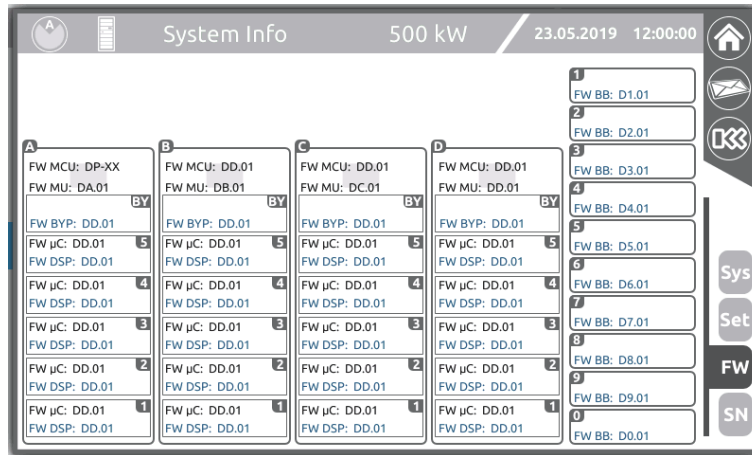 A System Info 500 kW 23.05.2019 12:00:00
A
FW MCU: DP-XX
FW MU: DA.01
BY
FW BYP: DD.01
FW µC: DD.01 5
FW DSP: DD.01
FW µC: DD.01 4
FW DSP: DD.01
FW µC: DD.01 3
FW DSP: DD.01
FW µC: DD.01 2
FW DSP: DD.01
FW µC: DD.01 1
FW DSP: DD.01
B
FW MCU: DD.01
FW MU: DB.01
BY
FW BYP: DD.01
FW µC: DD.01 5
FW DSP: DD.01
FW µC: DD.01 4
FW DSP: DD.01
FW µC: DD.01 3
FW DSP: DD.01
FW µC: DD.01 2
FW DSP: DD.01
FW µC: DD.01 1
FW DSP: DD.01
C
FW MCU: DD.01
FW MU: DC.01
BY
FW BYP: DD.01
FW µC: DD.01 5
FW DSP: DD.01
FW µC: DD.01 4
FW DSP: DD.01
FW µC: DD.01 3
FW DSP: DD.01
FW µC: DD.01 2
FW DSP: DD.01
FW µC: DD.01 1
FW DSP: DD.01
D
FW MCU: DD.01
FW MU: DD.01
BY
FW BYP: DD.01
FW µC: DD.01 5
FW DSP: DD.01
FW µC: DD.01 4
FW DSP: DD.01
FW µC: DD.01 3
FW DSP: DD.01
FW µC: DD.01 2
FW DSP: DD.01
FW µC: DD.01 1
FW DSP: DD.01
1
FW BB: D1.01
2
FW BB: D2.01
3
FW BB: D3.01
4
FW BB: D4.01
5
FW BB: D5.01
6
FW BB: D6.01
7
FW BB: D7.01
8
FW BB: D8.01
9
FW BB: D9.01
0
FW BB: D0.01
Sys
Set
FW
SN